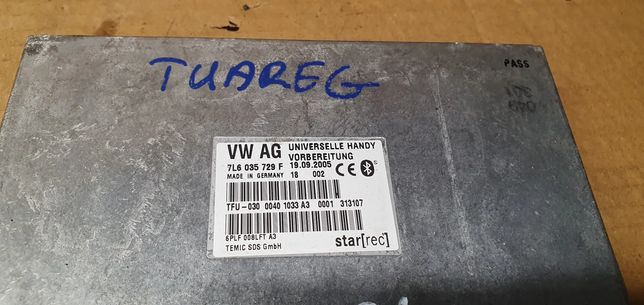 TUAREG
PASS
VW AG UNIVERSELLE HANDY
VORBEREITUNG
7L6 035 729 F 19.09.2005
MADE IN GERMANY 18 002 CE
TFU-030 0040 1033 A3 0001 313107
6PLF 008LFT A3
TEMIC SDS GmbH star[rec]